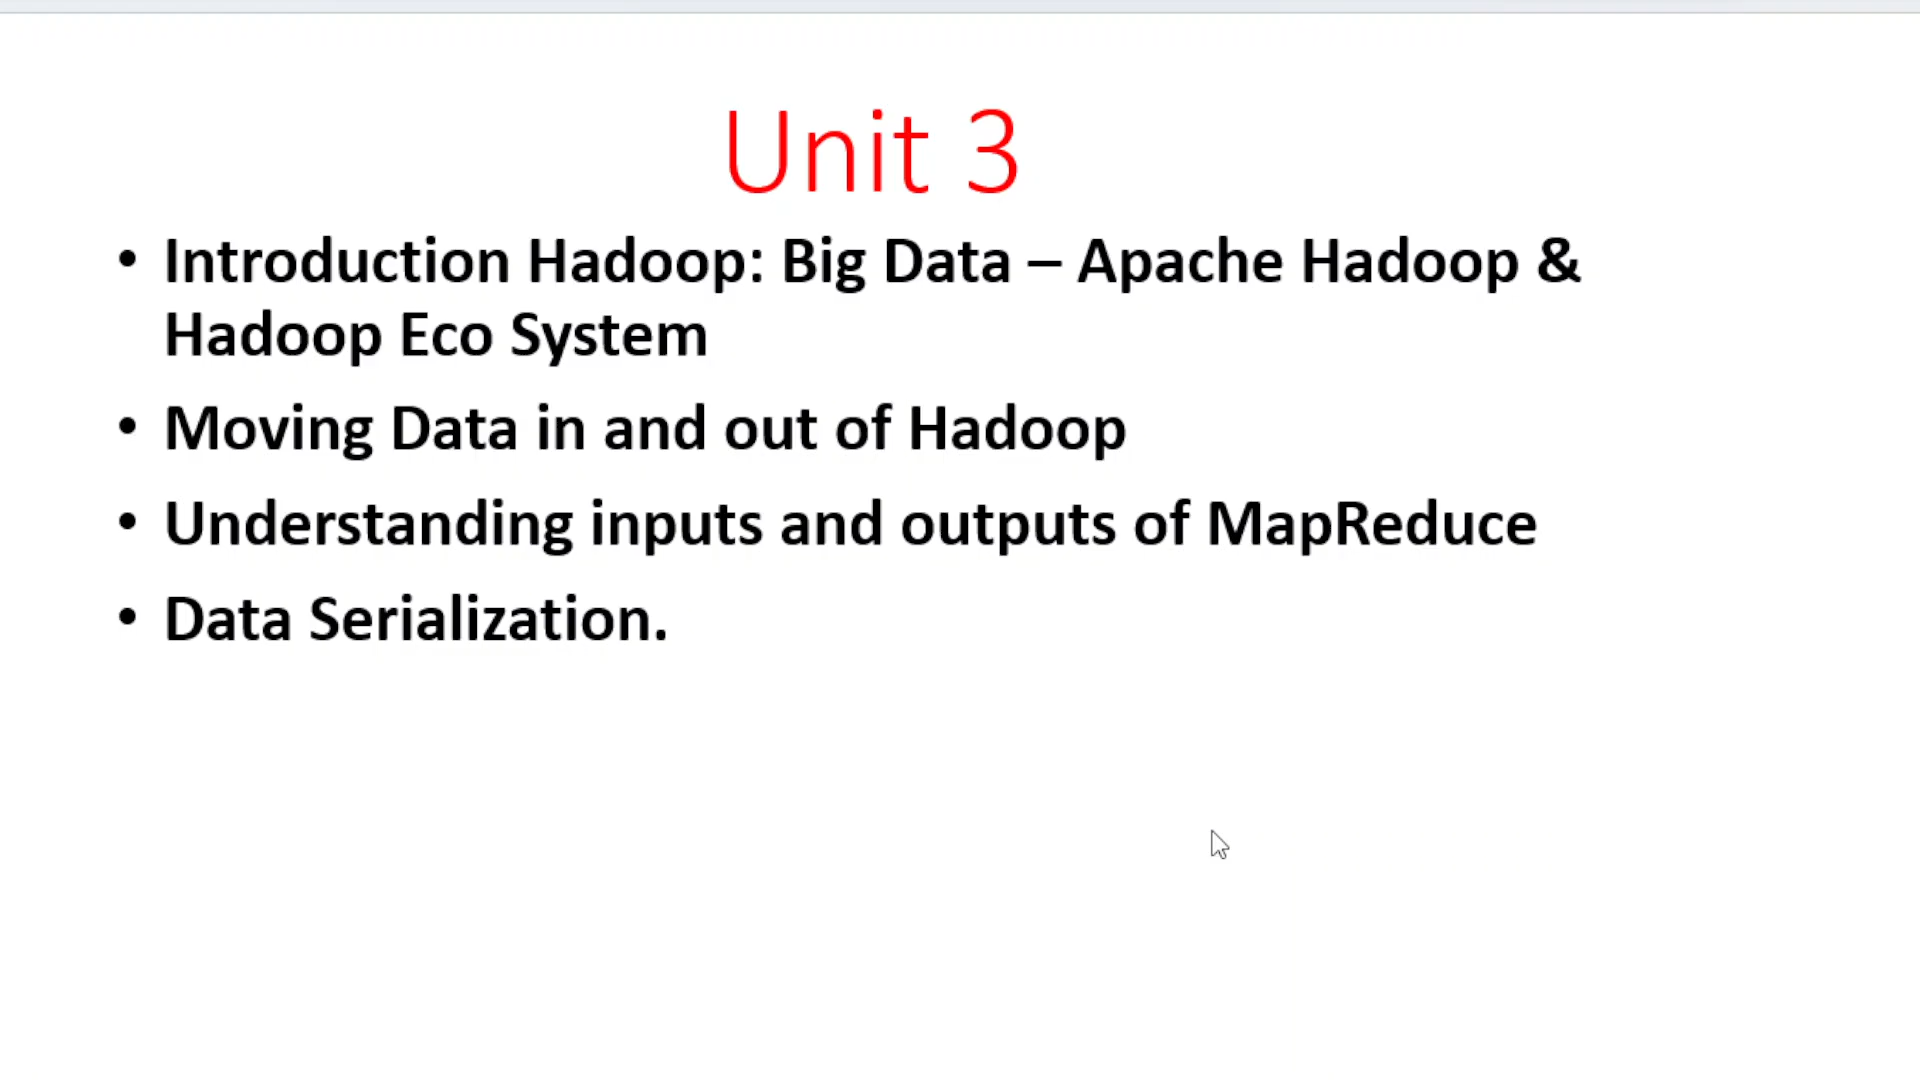 Unit 3
• Introduction Hadoop: Big Data – Apache Hadoop &
Hadoop Eco System
• Moving Data in and out of Hadoop
• Understanding inputs and outputs of MapReduce
• Data Serialization.